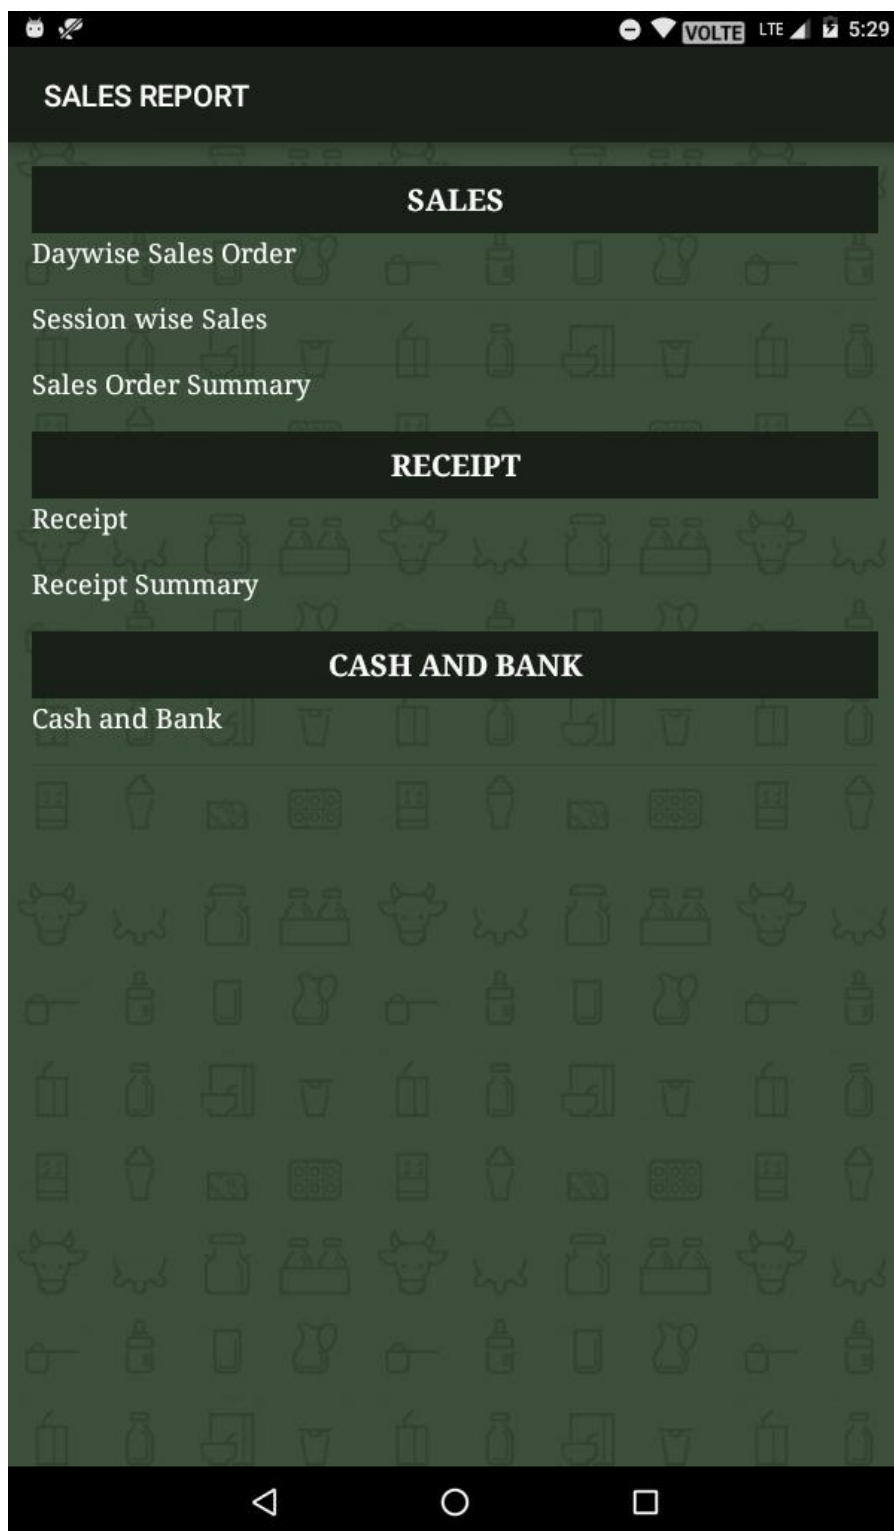 VOLTE LTE 5:29
SALES REPORT
SALES
Daywise Sales Order
Session wise Sales
Sales Order Summary
RECEIPT
Receipt
Receipt Summary
CASH AND BANK
Cash and Bank